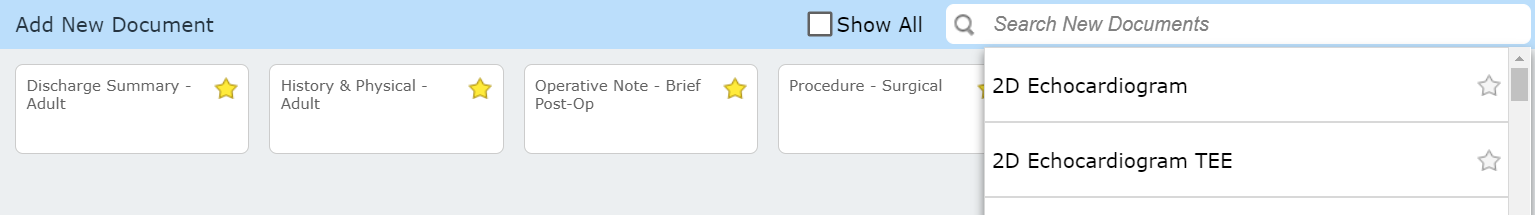 Add New Document
Show All
Search New Documents
Discharge Summary -
Adult
History & Physical -
Adult
Operative Note - Brief
Post-Op
Procedure - Surgical
2D Echocardiogram
2D Echocardiogram TEE